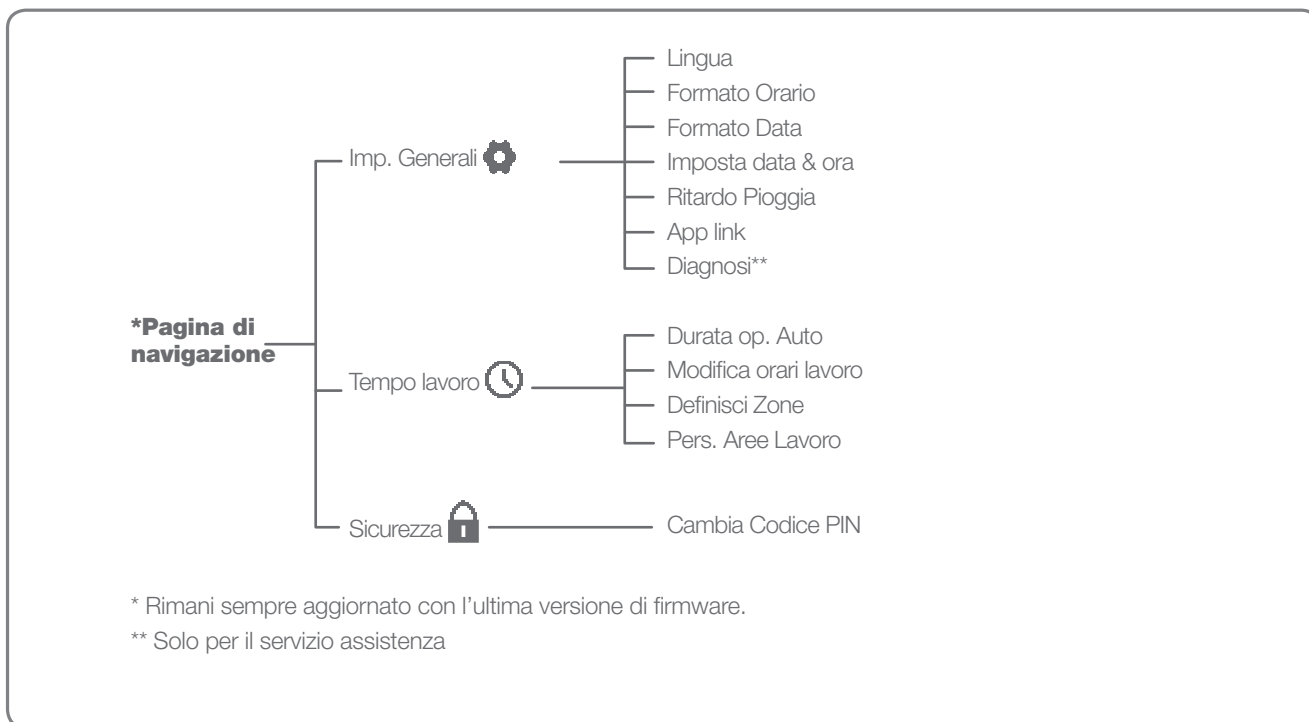 Lingua
Formato Orario
Formato Data
Imp. Generali
Imposta data & ora
Ritardo Pioggia
App link
Diagnosi**
*Pagina di
navigazione
Durata op. Auto
Modifica orari lavoro
Tempo lavoro
Definisci Zone
Pers. Aree Lavoro
Sicurezza
Cambia Codice PIN
* Rimani sempre aggiornato con l’ultima versione di firmware.
** Solo per il servizio assistenza